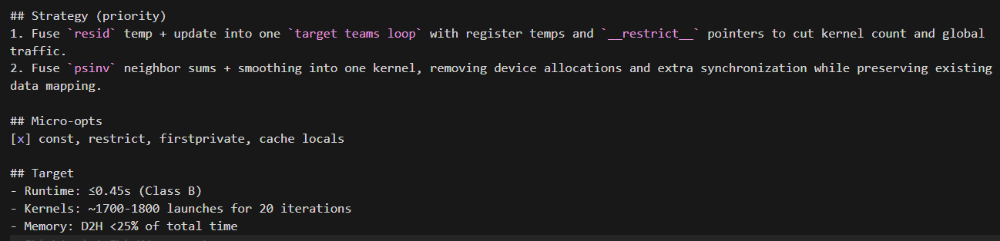 ## Strategy (priority)
1. Fuse `resid` temp + update into one `target teams loop` with register temps and `__restrict__` pointers to cut kernel count and global
traffic.
2. Fuse `psinv` neighbor sums + smoothing into one kernel, removing device allocations and extra synchronization while preserving existing
data mapping.
## Micro-opts
[x] const, restrict, firstprivate, cache locals
## Target
- Runtime: ≤0.45s (Class B)
- Kernels: ~1700-1800 launches for 20 iterations
- Memory: D2H <25% of total time